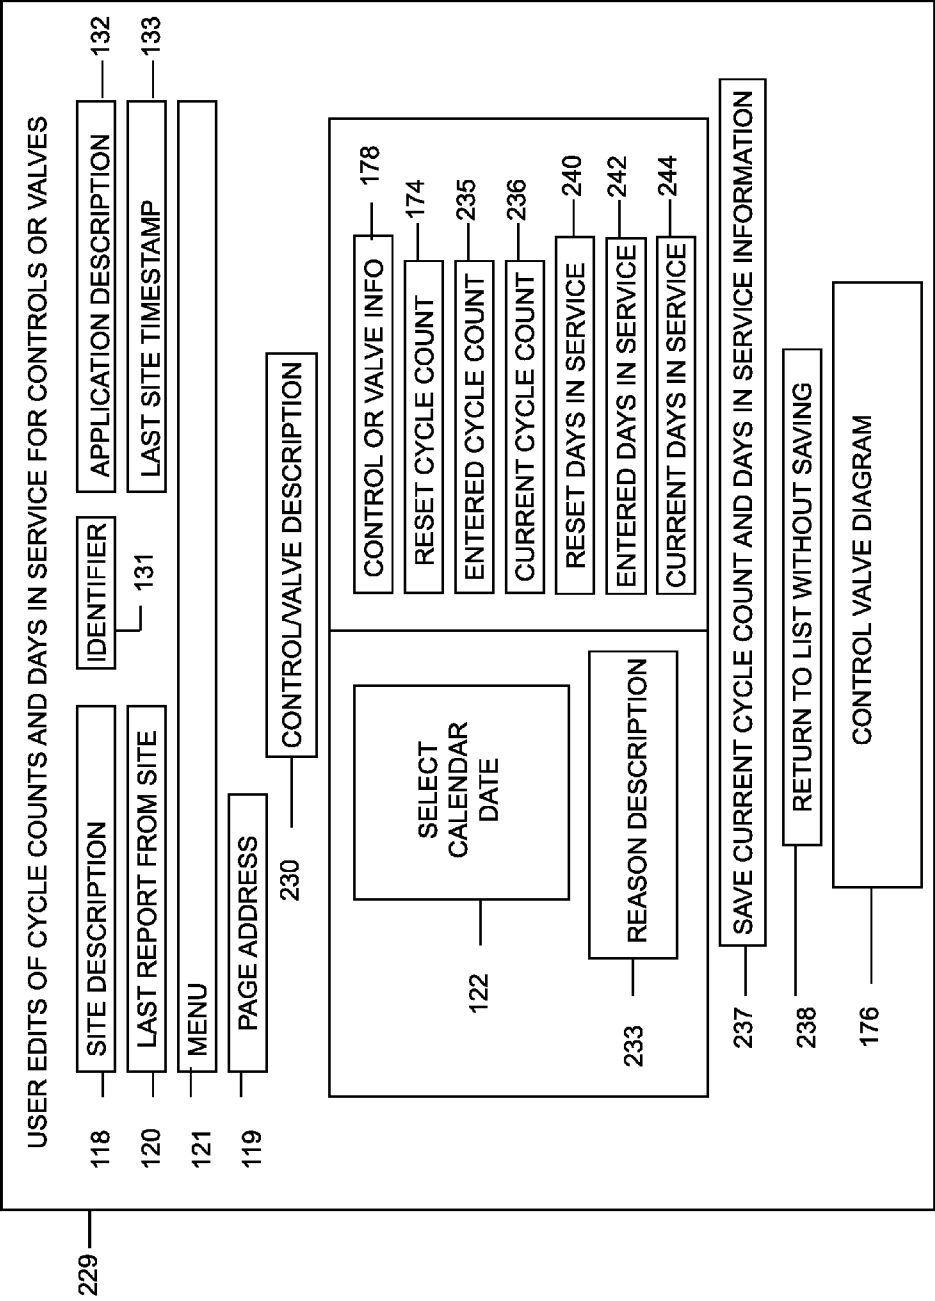 USER EDITS OF CYCLE COUNTS AND DAYS IN SERVICE FOR CONTROLS OR VALVES
229
118
SITE DESCRIPTION
IDENTIFIER
131
APPLICATION DESCRIPTION
132
120
LAST REPORT FROM SITE
LAST SITE TIMESTAMP
133
121
MENU
119
PAGE ADDRESS
230
CONTROL/VALVE DESCRIPTION
SELECT
CALENDAR
DATE
122
REASON DESCRIPTION
233
CONTROL OR VALVE INFO
178
RESET CYCLE COUNT
174
ENTERED CYCLE COUNT
235
CURRENT CYCLE COUNT
236
RESET DAYS IN SERVICE
240
ENTERED DAYS IN SERVICE
242
CURRENT DAYS IN SERVICE
244
237
SAVE CURRENT CYCLE COUNT AND DAYS IN SERVICE INFORMATION
238
RETURN TO LIST WITHOUT SAVING
176
CONTROL VALVE DIAGRAM